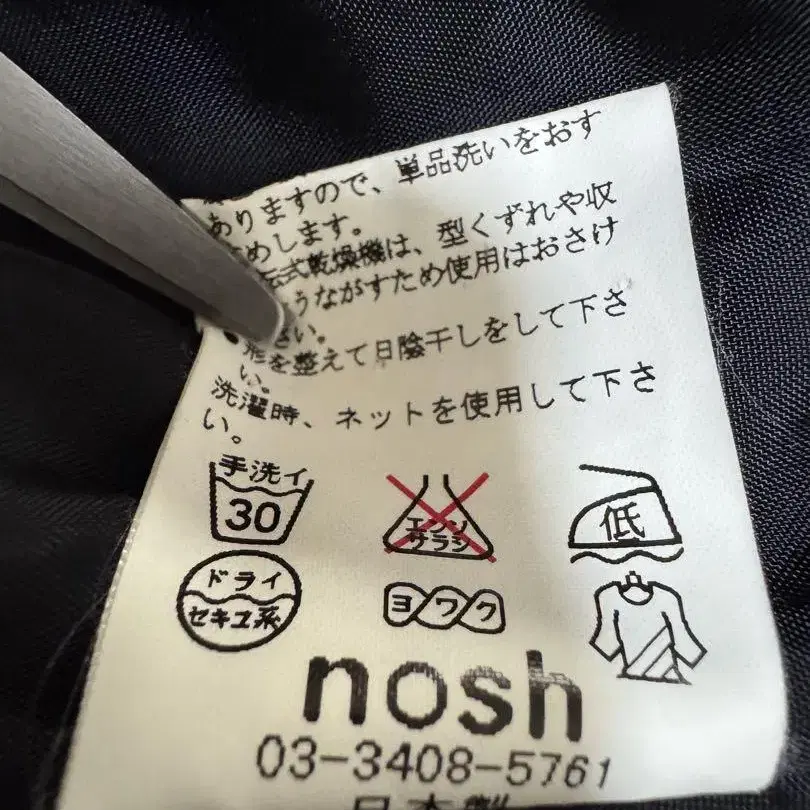 ありますので、単品洗いをおす
めします。
式乾燥機は、型くずれや収
うながすため使用はおさけ
さい。
形を整えて日陰干しをして下さ
い。
洗濯時、ネットを使用して下さ
い。
手洗イ
30
エンソ
サラシ
低
ドライ
セキユ系
ヨワク
nosh
03-3408-5761
日本製